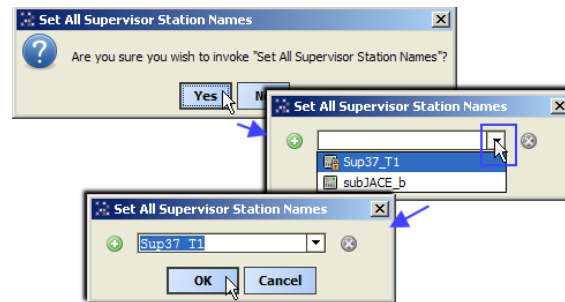 Set All Supervisor Station Names
Are you sure you wish to invoke "Set All Supervisor Station Names"?
Yes
Set All Supervisor Station Names
Sup37_T1
subJACE_b
Set All Supervisor Station Names
Sup37_T1
OK
Cancel